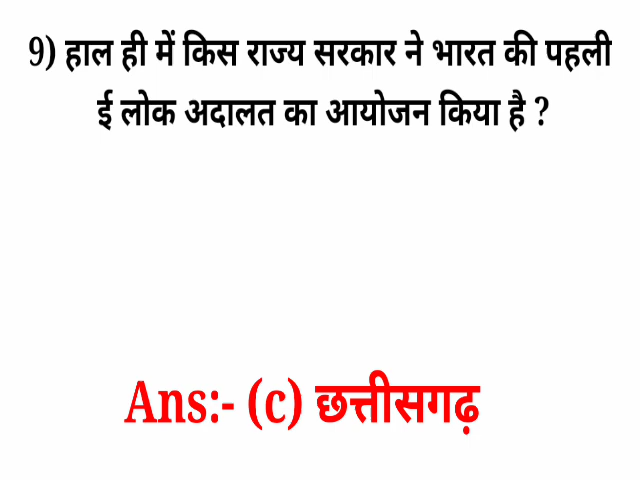 9) हाल ही में किस राज्य सरकार ने भारत की पहली
ई लोक अदालत का आयोजन किया है ?
Ans:- (c) छत्तीसगढ़